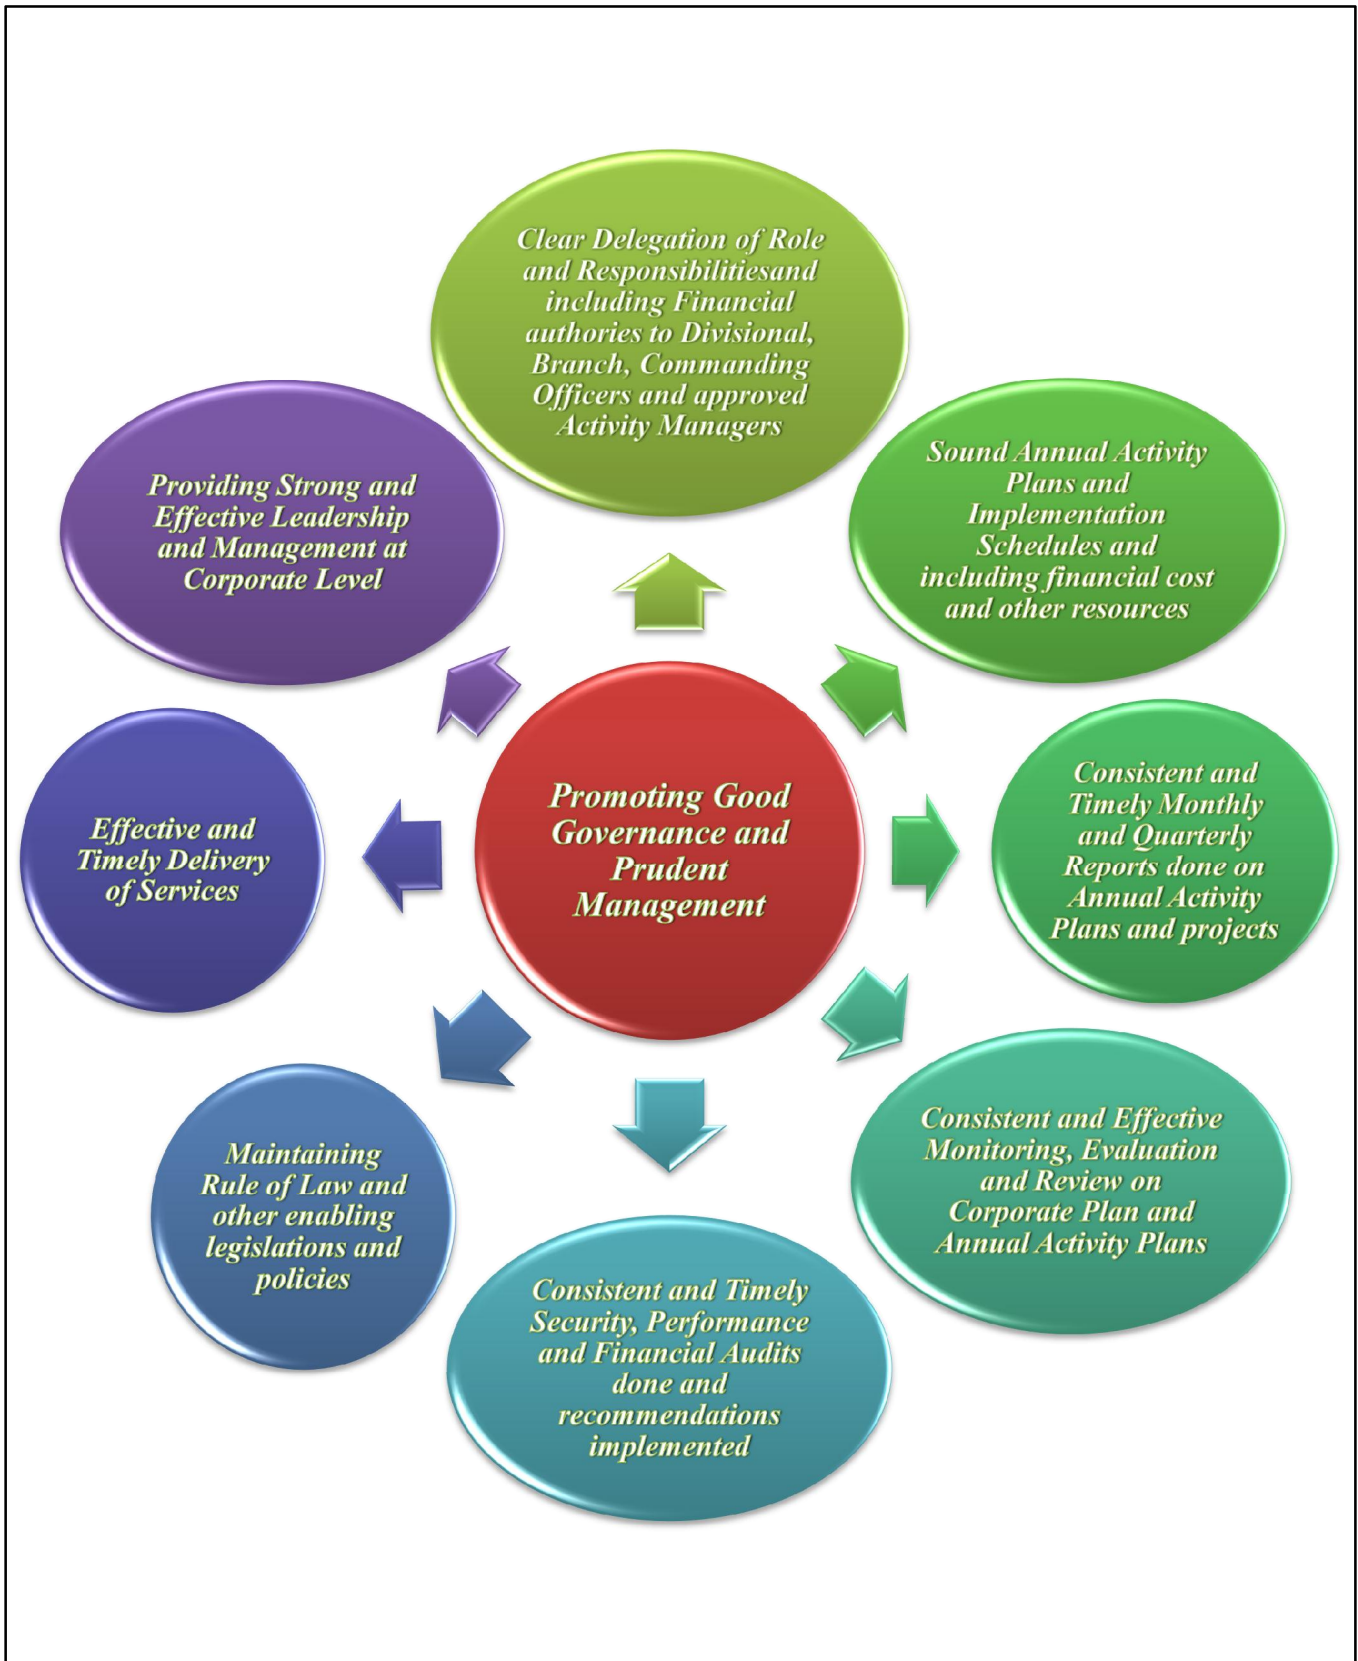 Clear Delegation of Role
and Responsibilitiesand
including Financial
authories to Divisional,
Branch, Commanding
Officers and approved
Activity Managers
Sound Annual Activity
Plans and
Implementation
Schedules and
including financial cost
and other resources
Consistent and
Timely Monthly
and Quarterly
Reports done on
Annual Activity
Plans and projects
Consistent and Effective
Monitoring, Evaluation
and Review on
Corporate Plan and
Annual Activity Plans
Consistent and Timely
Security, Performance
and Financial Audits
done and
recommendations
implemented
Maintaining
Rule of Law and
other enabling
legislations and
policies
Effective and
Timely Delivery
of Services
Providing Strong and
Effective Leadership
and Management at
Corporate Level
Promoting Good
Governance and
Prudent
Management